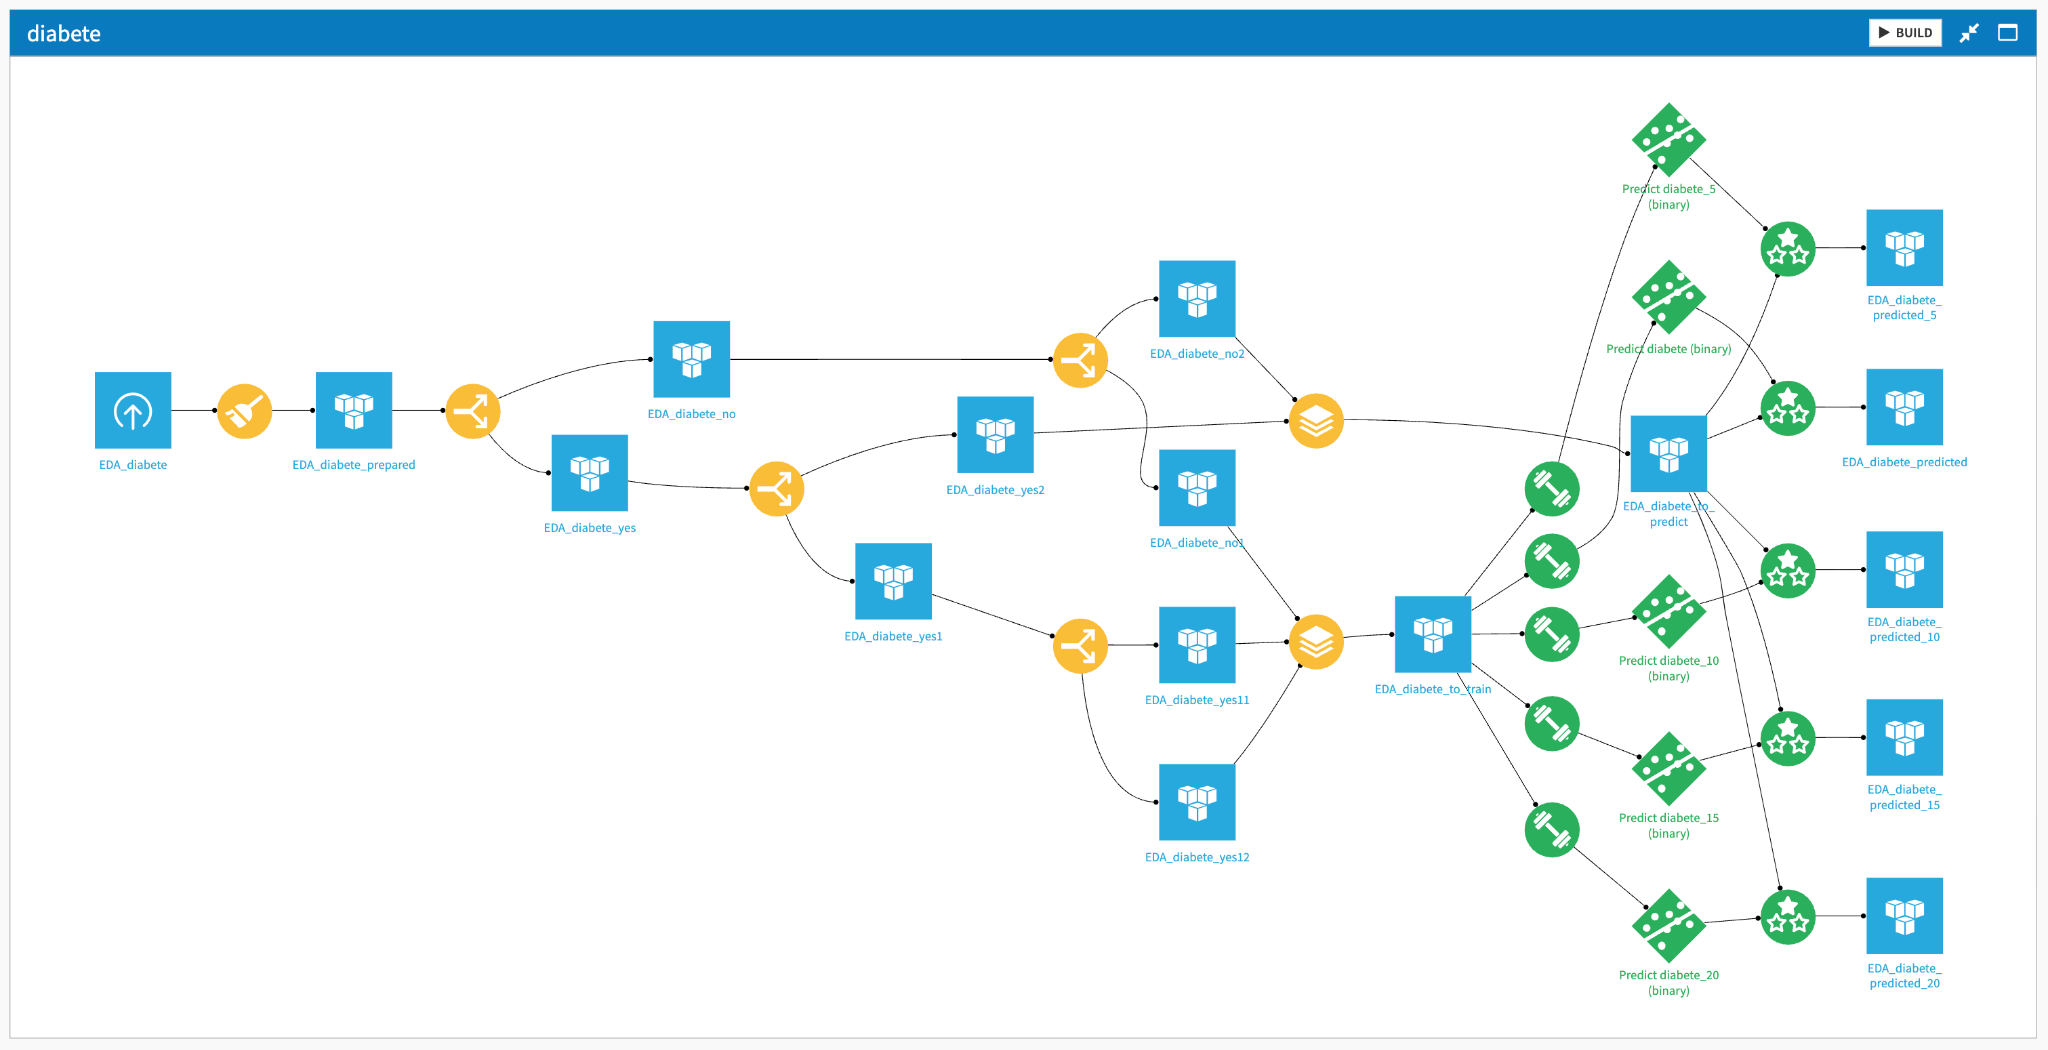 diabete
BUILD
EDA_diabete
EDA_diabete_prepared
EDA_diabete_no
EDA_diabete_yes
EDA_diabete_yes2
EDA_diabete_yes1
EDA_diabete_no2
EDA_diabete_no1
EDA_diabete_yes11
EDA_diabete_yes12
EDA_diabete_to_train
Predict diabete_5
(binary)
Predict diabete (binary)
EDA_diabete_to_
predict
Predict diabete_10
(binary)
Predict diabete_15
(binary)
Predict diabete_20
(binary)
EDA_diabete_
predicted_5
EDA_diabete_predicted
EDA_diabete_
predicted_10
EDA_diabete_
predicted_15
EDA_diabete_
predicted_20